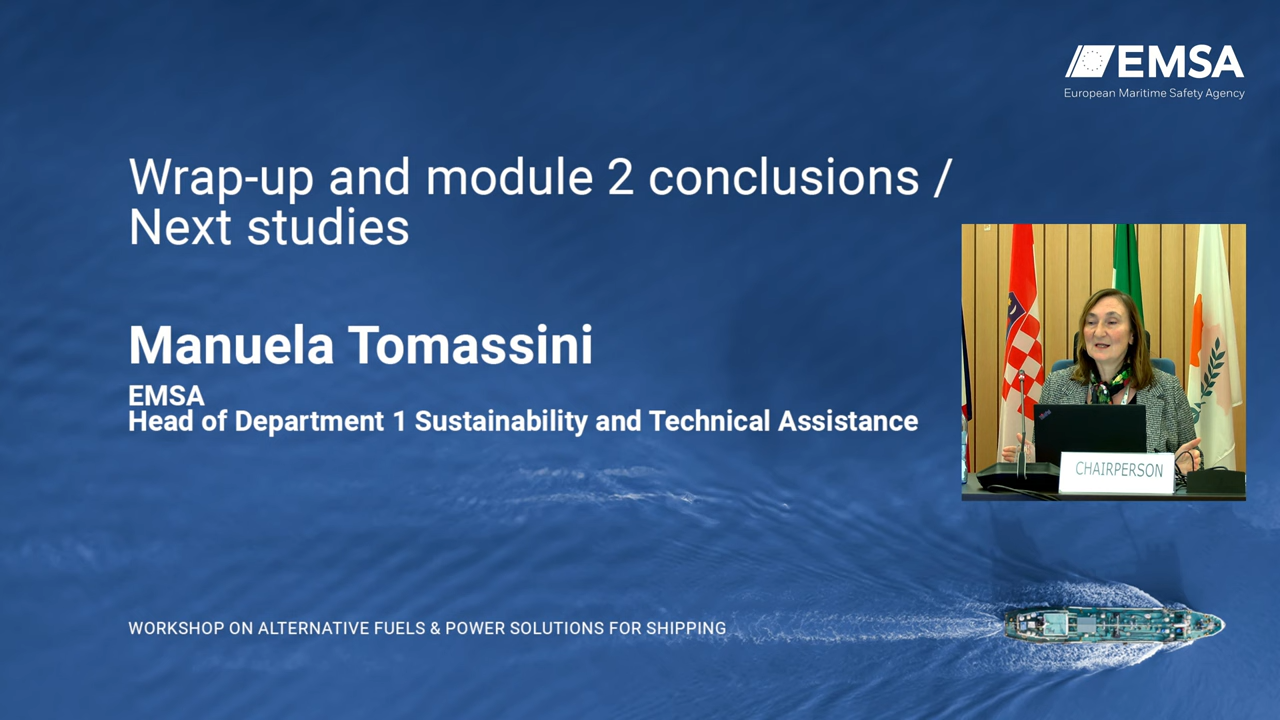 EMSA
European Maritime Safety Agency
Wrap-up and module 2 conclusions /
Next studies
Manuela Tomassini
EMSA
Head of Department 1 Sustainability and Technical Assistance
CHAIRPERSON
WORKSHOP ON ALTERNATIVE FUELS & POWER SOLUTIONS FOR SHIPPING